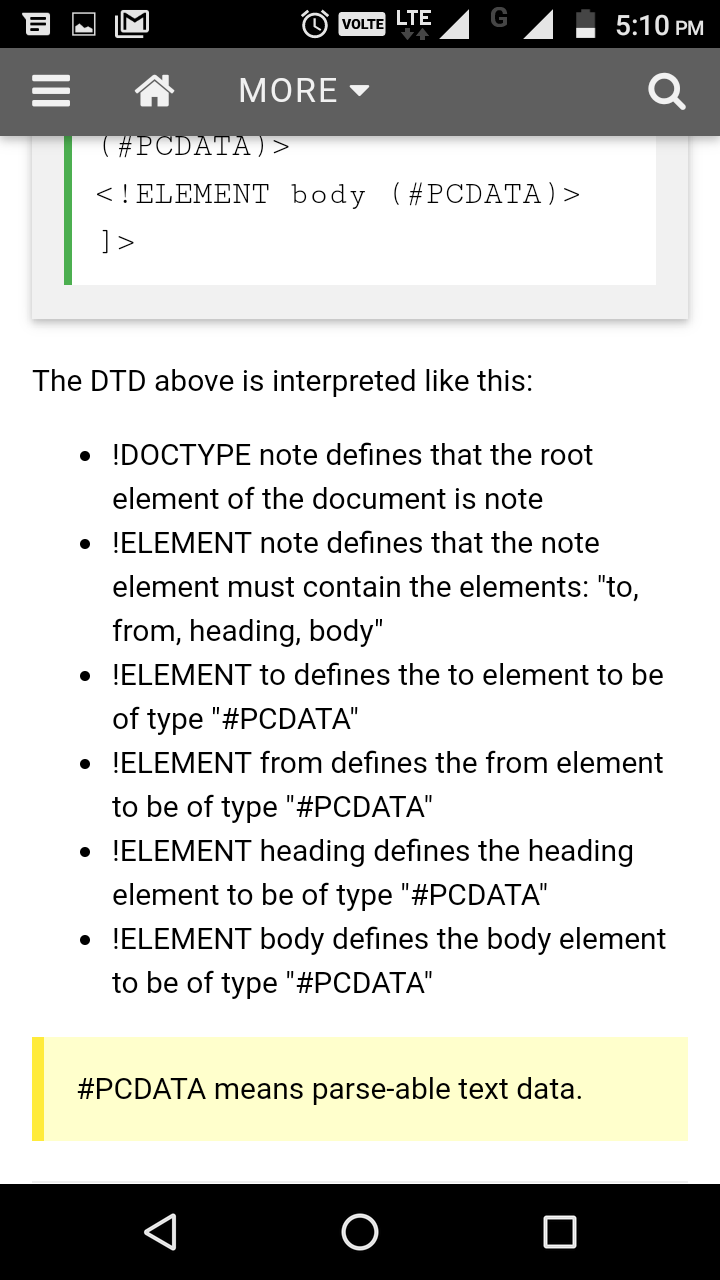 VOLTE LTE G 5:10 PM
MORE
(#PCDATA)>
<!ELEMENT body (#PCDATA)>
]>
The DTD above is interpreted like this:
• !DOCTYPE note defines that the root
element of the document is note
• !ELEMENT note defines that the note
element must contain the elements: "to,
from, heading, body"
• !ELEMENT to defines the to element to be
of type "#PCDATA"
• !ELEMENT from defines the from element
to be of type "#PCDATA"
• !ELEMENT heading defines the heading
element to be of type "#PCDATA"
• !ELEMENT body defines the body element
to be of type "#PCDATA"
#PCDATA means parse-able text data.